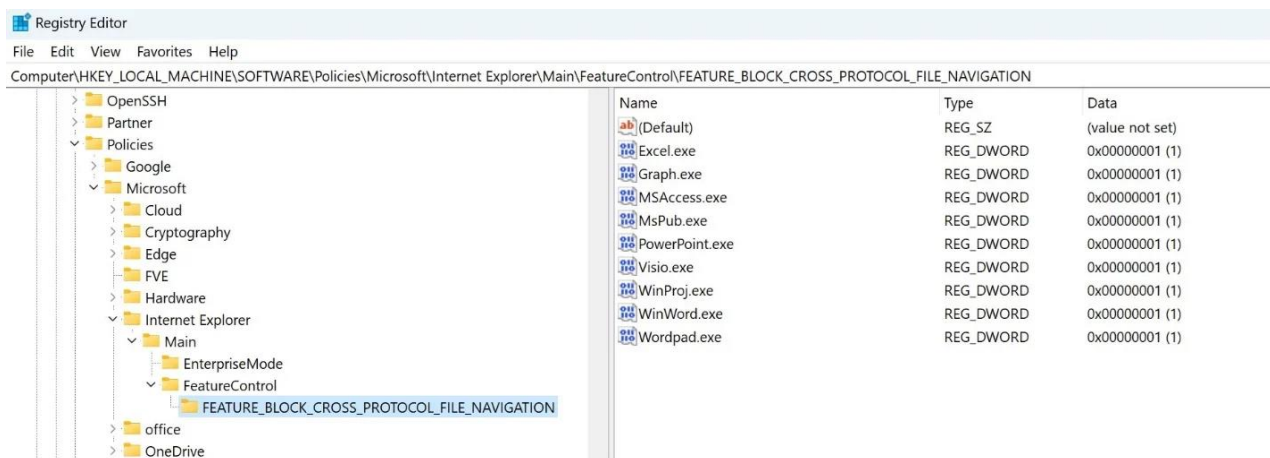 Registry Editor
File Edit View Favorites Help
Computer\HKEY_LOCAL_MACHINE\SOFTWARE\Policies\Microsoft\Internet Explorer\Main\FeatureControl\FEATURE_BLOCK_CROSS_PROTOCOL_FILE_NAVIGATION
OpenSSH
Partner
Policies
Google
Microsoft
Cloud
Cryptography
Edge
FVE
Hardware
Internet Explorer
Main
EnterpriseMode
FeatureControl
FEATURE_BLOCK_CROSS_PROTOCOL_FILE_NAVIGATION
office
OneDrive
Name Type Data
(Default) REG_SZ (value not set)
Excel.exe REG_DWORD 0x00000001 (1)
Graph.exe REG_DWORD 0x00000001 (1)
MSAccess.exe REG_DWORD 0x00000001 (1)
MsPub.exe REG_DWORD 0x00000001 (1)
PowerPoint.exe REG_DWORD 0x00000001 (1)
Visio.exe REG_DWORD 0x00000001 (1)
WinProj.exe REG_DWORD 0x00000001 (1)
WinWord.exe REG_DWORD 0x00000001 (1)
Wordpad.exe REG_DWORD 0x00000001 (1)